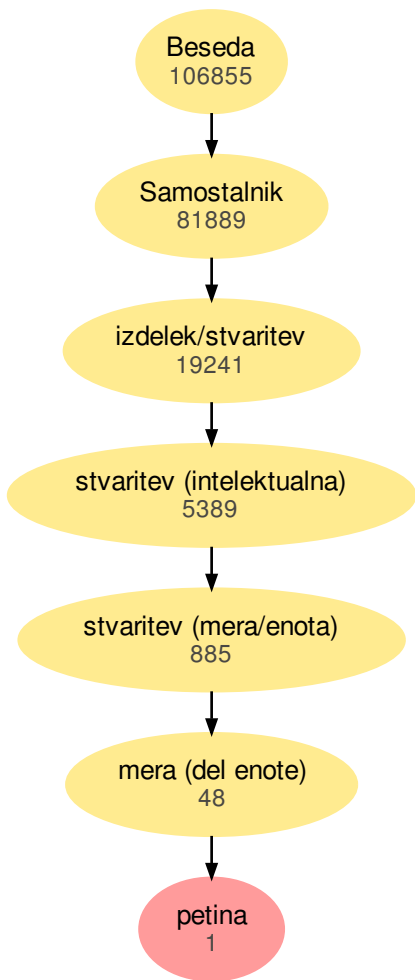 Beseda
106855
Samostalnik
81889
izdelek/stvaritev
19241
stvaritev (intelektualna)
5389
stvaritev (mera/enota)
885
mera (del enote)
48
petina
1